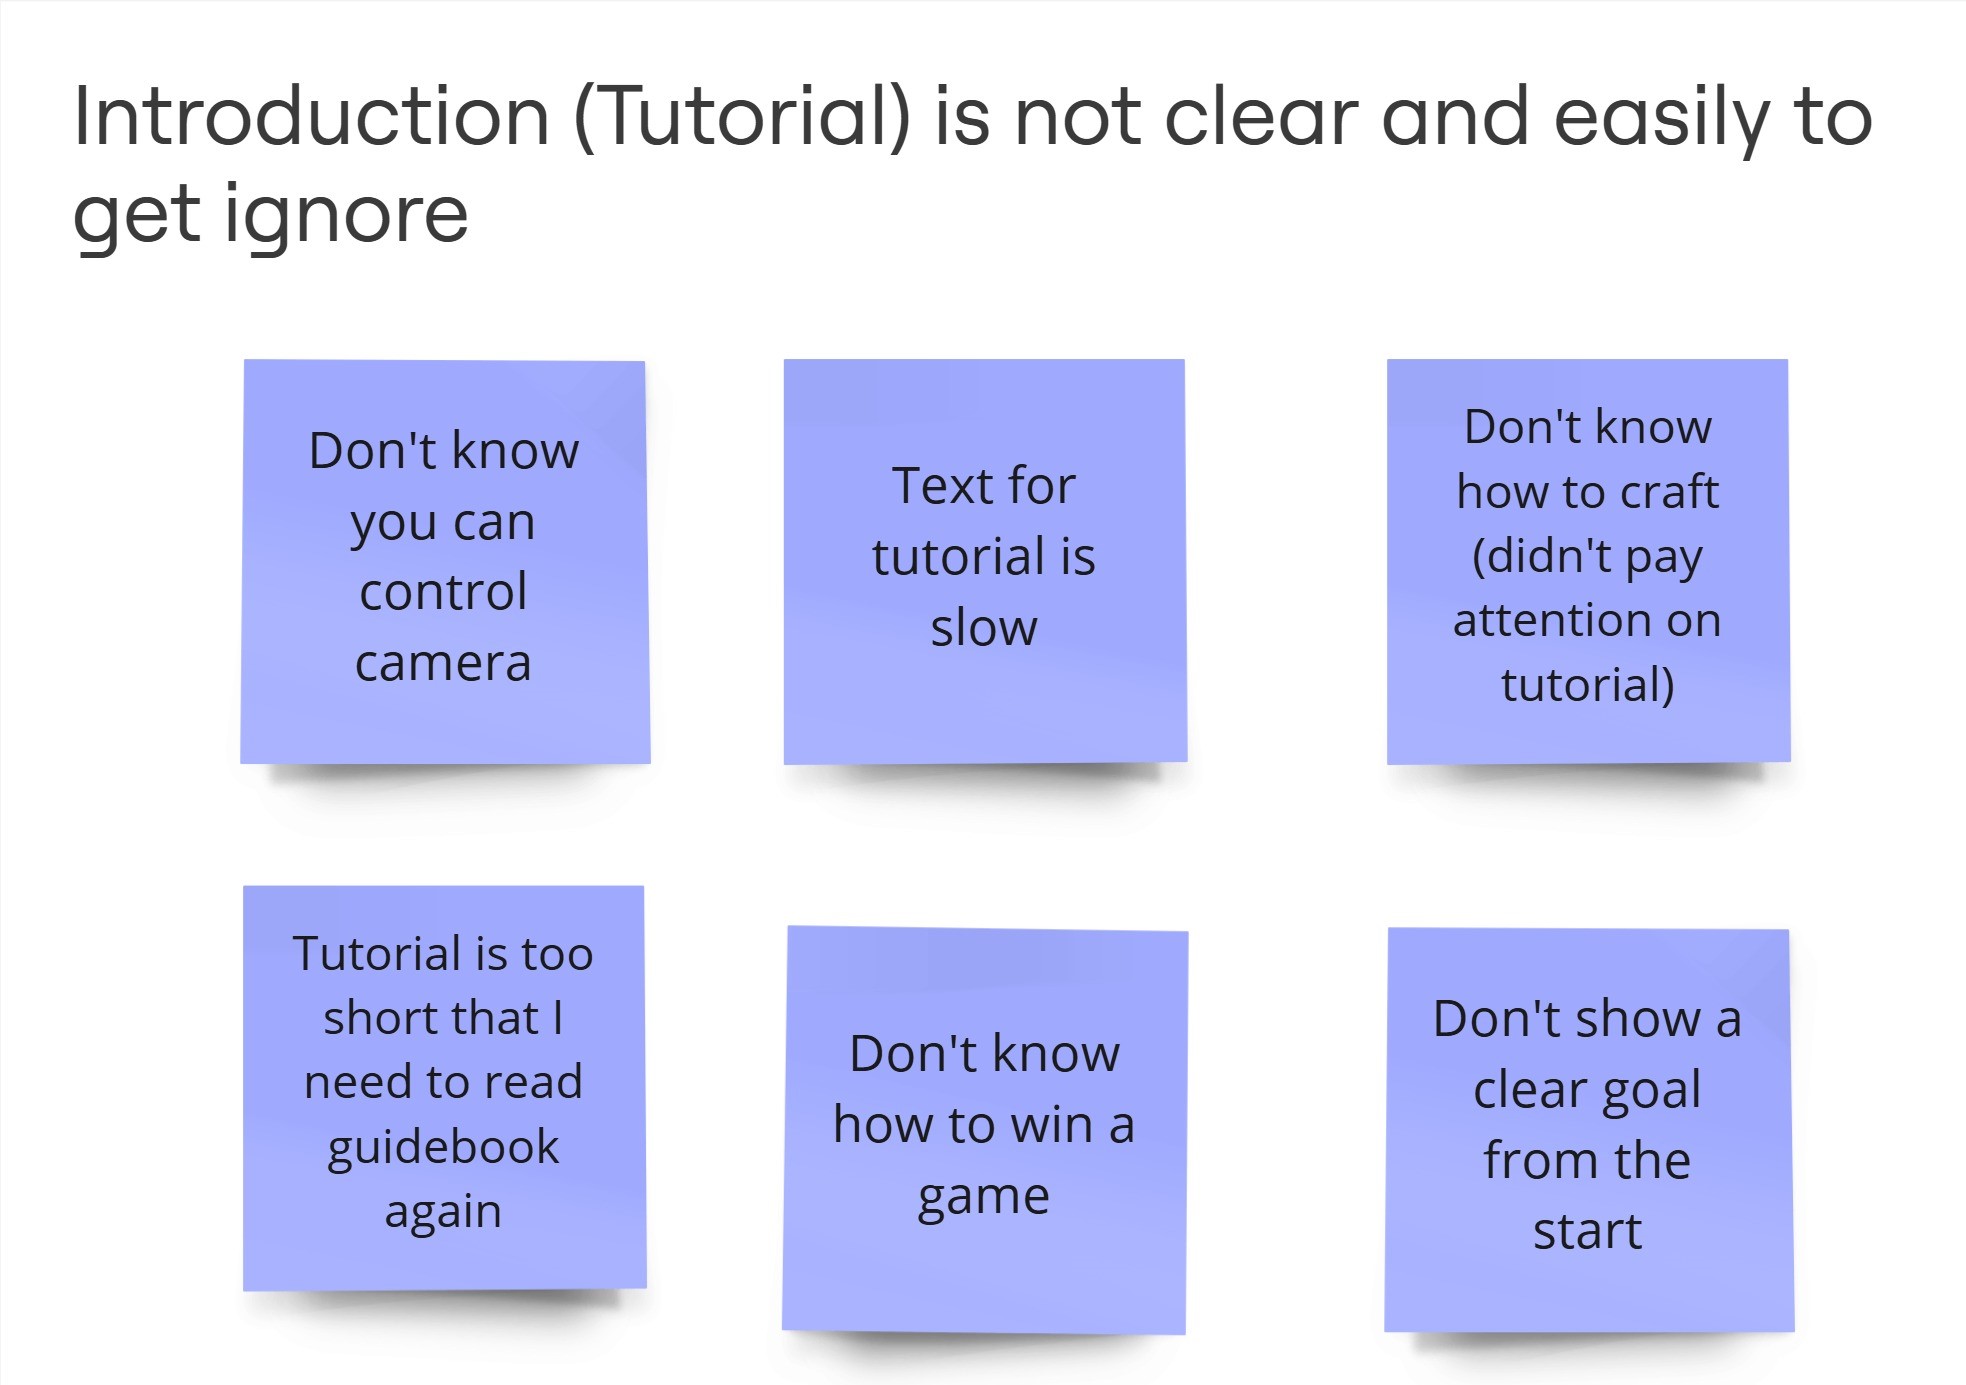 Introduction (Tutorial) is not clear and easily to
get ignore
Don't know
you can
control
camera
Text for
tutorial is
slow
Don't know
how to craft
(didn't pay
attention on
tutorial)
Tutorial is too
short that I
need to read
guidebook
again
Don't know
how to win a
game
Don't show a
clear goal
from the
start